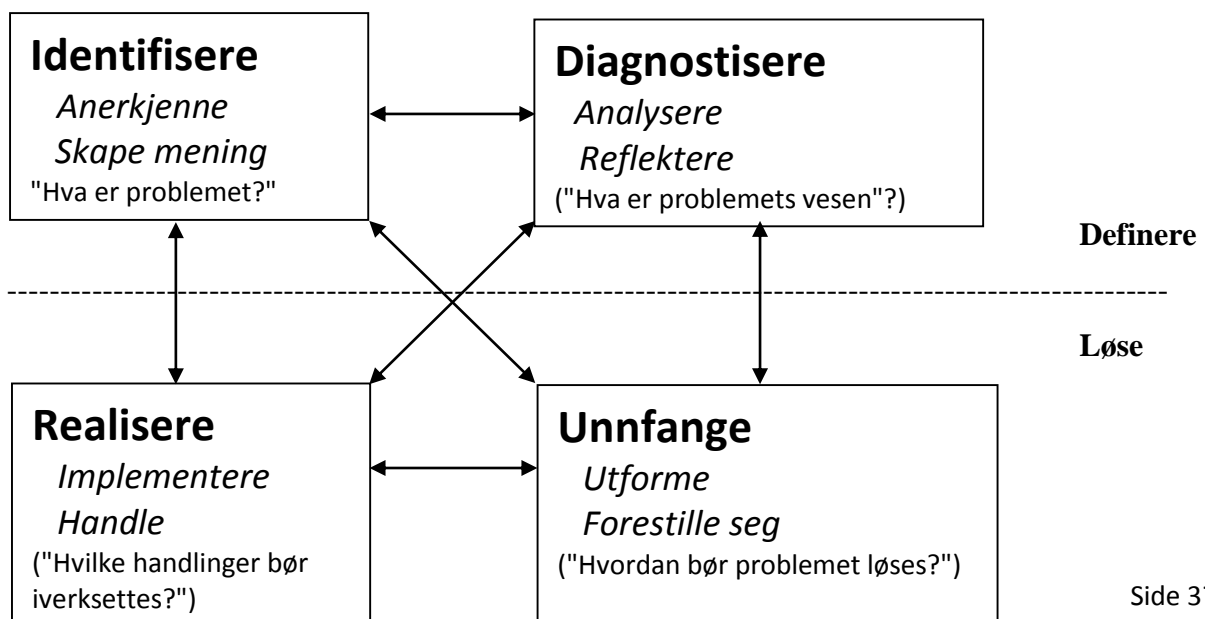 Identifisere
Anerkjenne
Skape mening
"Hva er problemet?"
Diagnostisere
Analysere
Reflektere
("Hva er problemets vesen"?)
Definere
Løse
Realisere
Implementere
Handle
("Hvilke handlinger bør
iverksettes?")
Unnfange
Utforme
Forestille seg
("Hvordan bør problemet løses?")
Side 37